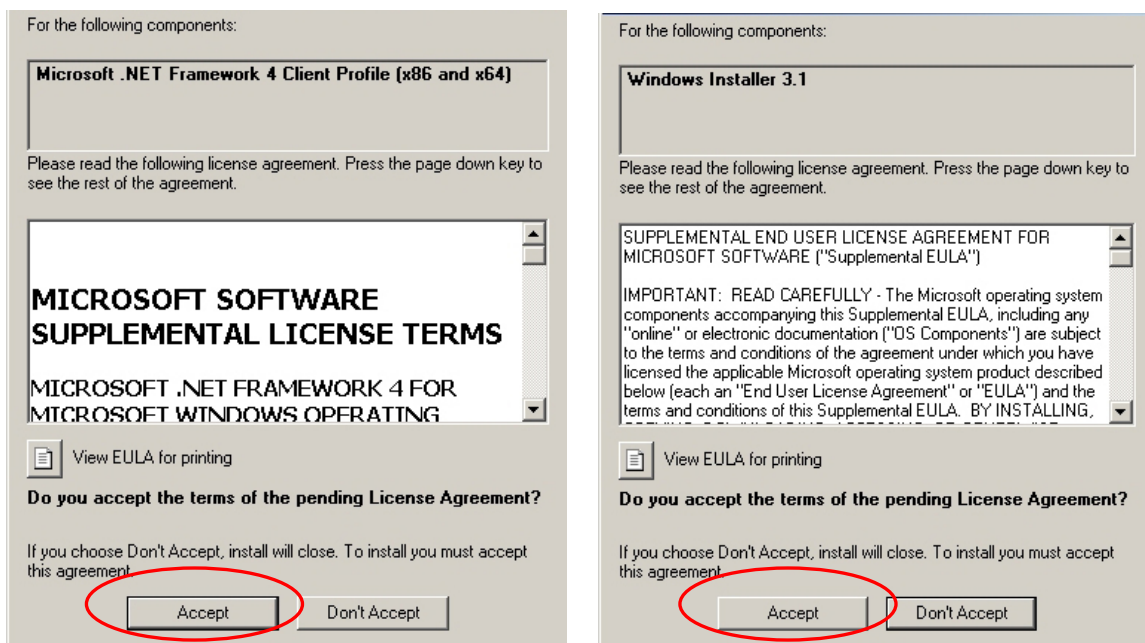 For the following components:
Microsoft .NET Framework 4 Client Profile (x86 and x64)
Please read the following license agreement. Press the page down key to
see the rest of the agreement.
MICROSOFT SOFTWARE
SUPPLEMENTAL LICENSE TERMS
MICROSOFT .NET FRAMEWORK 4 FOR
MICROSOFT WINDOWS OPERATING
View EULA for printing
Do you accept the terms of the pending License Agreement?
If you choose Don't Accept, install will close. To install you must accept
this agreement.
Accept
Don't Accept
For the following components:
Windows Installer 3.1
Please read the following license agreement. Press the page down key to
see the rest of the agreement.
SUPPLEMENTAL END USER LICENSE AGREEMENT FOR
MICROSOFT SOFTWARE ("Supplemental EULA")
IMPORTANT:  READ CAREFULLY - The Microsoft operating system
components accompanying this Supplemental EULA, including any
"online" or electronic documentation ("OS Components") are subject
to the terms and conditions of the agreement under which you have
licensed the applicable Microsoft operating system product described
below (each an "End User License Agreement" or "EULA") and the
terms and conditions of this Supplemental EULA.  BY INSTALLING,
View EULA for printing
Do you accept the terms of the pending License Agreement?
If you choose Don't Accept, install will close. To install you must accept
this agreement.
Accept
Don't Accept